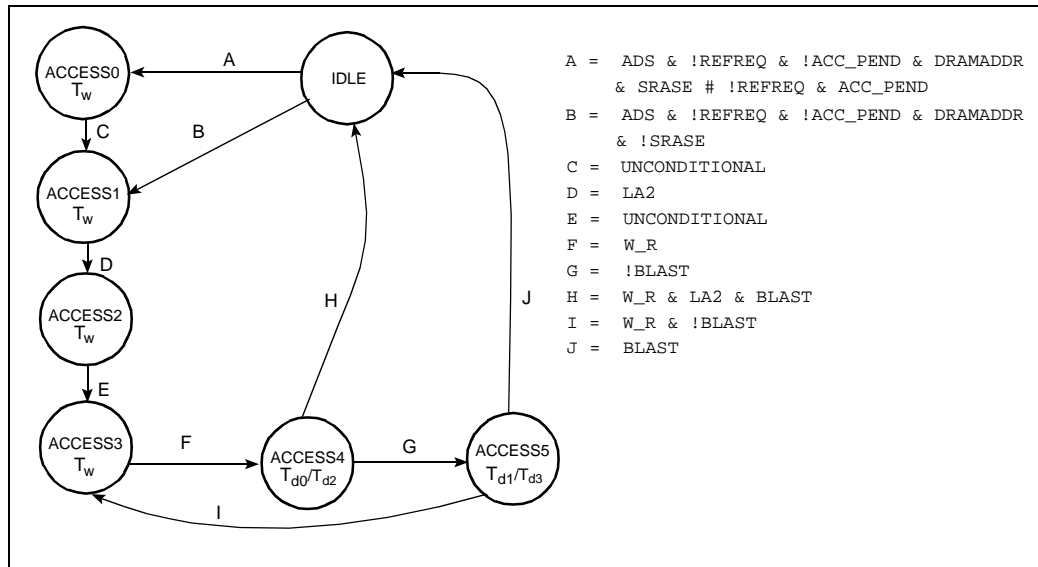 ACCESS0
Tw
A
IDLE
C
B
ACCESS1
Tw
D
H
J
ACCESS2
Tw
E
ACCESS3
Tw
F
ACCESS4
Td0/Td2
G
ACCESS5
Td1/Td3
I
A = ADS & !REFREQ & !ACC_PEND & DRAMADDR
& SRASE # !REFREQ & ACC_PEND
B = ADS & !REFREQ & !ACC_PEND & DRAMADDR
& !SRASE
C = UNCONDITIONAL
D = LA2
E = UNCONDITIONAL
F = W_R
G = !BLAST
H = W_R & LA2 & BLAST
I = W_R & !BLAST
J = BLAST